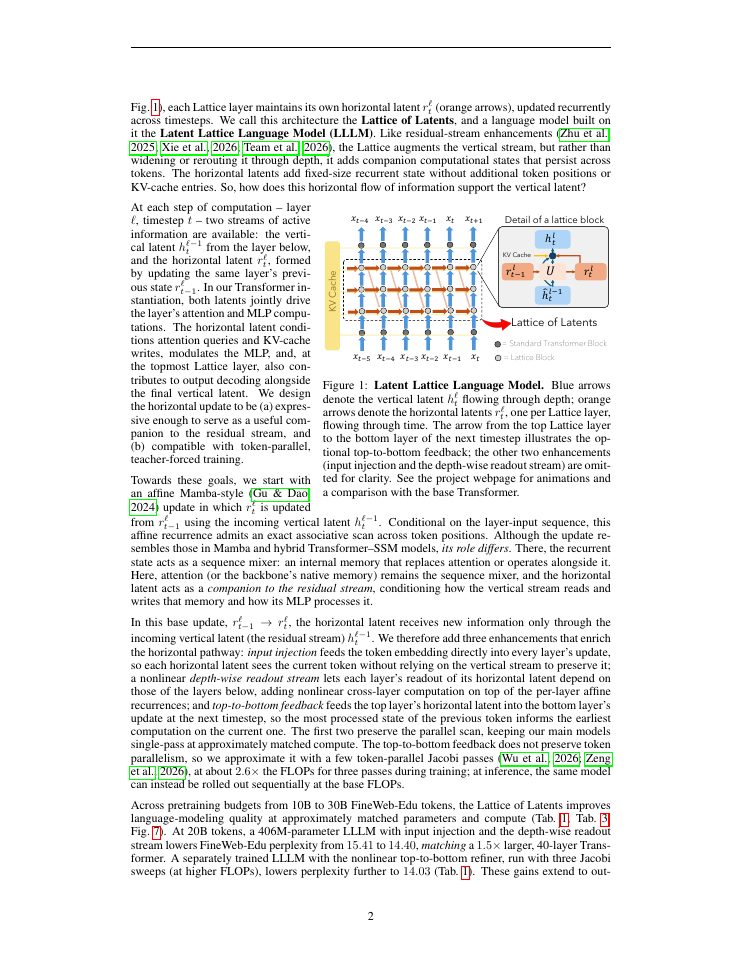 Fig. 1), each Lattice layer maintains its own horizontal latent r_t^ℓ (orange arrows), updated recurrently
across timesteps. We call this architecture the Lattice of Latents, and a language model built on
it the Latent Lattice Language Model (LLLM). Like residual-stream enhancements (Zhu et al.
2025; Xie et al., 2026; Team et al., 2026), the Lattice augments the vertical stream, but rather than
widening or rerouting it through depth, it adds companion computational states that persist across
tokens. The horizontal latents add fixed-size recurrent state without additional token positions or
KV-cache entries. So, how does this horizontal flow of information support the vertical latent?
At each step of computation – layer
ℓ, timestep t – two streams of active
information are available: the verti-
cal latent h_t^{ℓ−1} from the layer below,
and the horizontal latent r_t^ℓ, formed
by updating the same layer's previ-
ous state r_{t−1}^ℓ. In our Transformer in-
stantiation, both latents jointly drive
the layer's attention and MLP compu-
tations. The horizontal latent condi-
tions attention queries and KV-cache
writes, modulates the MLP, and, at
the topmost Lattice layer, also con-
tributes to output decoding alongside
the final vertical latent. We design
the horizontal update to be (a) expres-
sive enough to serve as a useful com-
panion to the residual stream, and
(b) compatible with token-parallel,
teacher-forced training.
Towards these goals, we start with
an affine Mamba-style (Gu & Dao
2024) update in which r_t^ℓ is updated
x_{t−4} x_{t−3} x_{t−2} x_{t−1} x_t x_{t+1}
KV Cache
x_{t−5} x_{t−4} x_{t−3} x_{t−2} x_{t−1} x_t
Detail of a lattice block
h_t^l
KV Cache
r_{t−1}^l U r_t^l
ĥ_t^{l−1}
Lattice of Latents
= Standard Transformer Block
= Lattice Block
Figure 1: Latent Lattice Language Model. Blue arrows
denote the vertical latent h_t^ℓ flowing through depth; orange
arrows denote the horizontal latents r_t^ℓ, one per Lattice layer,
flowing through time. The arrow from the top Lattice layer
to the bottom layer of the next timestep illustrates the op-
tional top-to-bottom feedback; the other two enhancements
(input injection and the depth-wise readout stream) are omit-
ted for clarity. See the project webpage for animations and
a comparison with the base Transformer.
from r_{t−1}^ℓ using the incoming vertical latent h_t^{ℓ−1}. Conditional on the layer-input sequence, this
affine recurrence admits an exact associative scan across token positions. Although the update re-
sembles those in Mamba and hybrid Transformer–SSM models, its role differs. There, the recurrent
state acts as a sequence mixer: an internal memory that replaces attention or operates alongside it.
Here, attention (or the backbone's native memory) remains the sequence mixer, and the horizontal
latent acts as a companion to the residual stream, conditioning how the vertical stream reads and
writes that memory and how its MLP processes it.
In this base update, r_{t−1}^ℓ → r_t^ℓ, the horizontal latent receives new information only through the
incoming vertical latent (the residual stream) h_t^{ℓ−1}. We therefore add three enhancements that enrich
the horizontal pathway: input injection feeds the token embedding directly into every layer's update,
so each horizontal latent sees the current token without relying on the vertical stream to preserve it;
a nonlinear depth-wise readout stream lets each layer's readout of its horizontal latent depend on
those of the layers below, adding nonlinear cross-layer computation on top of the per-layer affine
recurrences; and top-to-bottom feedback feeds the top layer's horizontal latent into the bottom layer's
update at the next timestep, so the most processed state of the previous token informs the earliest
computation on the current one. The first two preserve the parallel scan, keeping our main models
single-pass at approximately matched compute. The top-to-bottom feedback does not preserve token
parallelism, so we approximate it with a few token-parallel Jacobi passes (Wu et al., 2026; Zeng
et al., 2026), at about 2.6× the FLOPs for three passes during training; at inference, the same model
can instead be rolled out sequentially at the base FLOPs.
Across pretraining budgets from 10B to 30B FineWeb-Edu tokens, the Lattice of Latents improves
language-modeling quality at approximately matched parameters and compute (Tab. 1, Tab. 3
Fig. 7). At 20B tokens, a 406M-parameter LLLM with input injection and the depth-wise readout
stream lowers FineWeb-Edu perplexity from 15.41 to 14.40, matching a 1.5× larger, 40-layer Trans-
former. A separately trained LLLM with the nonlinear top-to-bottom refiner, run with three Jacobi
sweeps (at higher FLOPs), lowers perplexity further to 14.03 (Tab. 1). These gains extend to out-
2